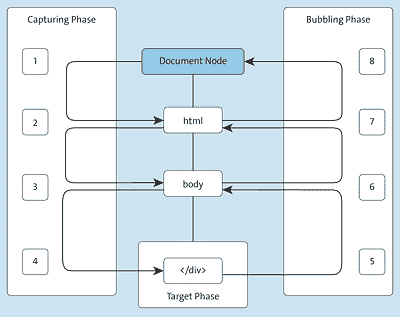 Capturing Phase
Bubbling Phase
1
Document Node
8
2
html
7
3
body
6
4
</div>
5
Target Phase